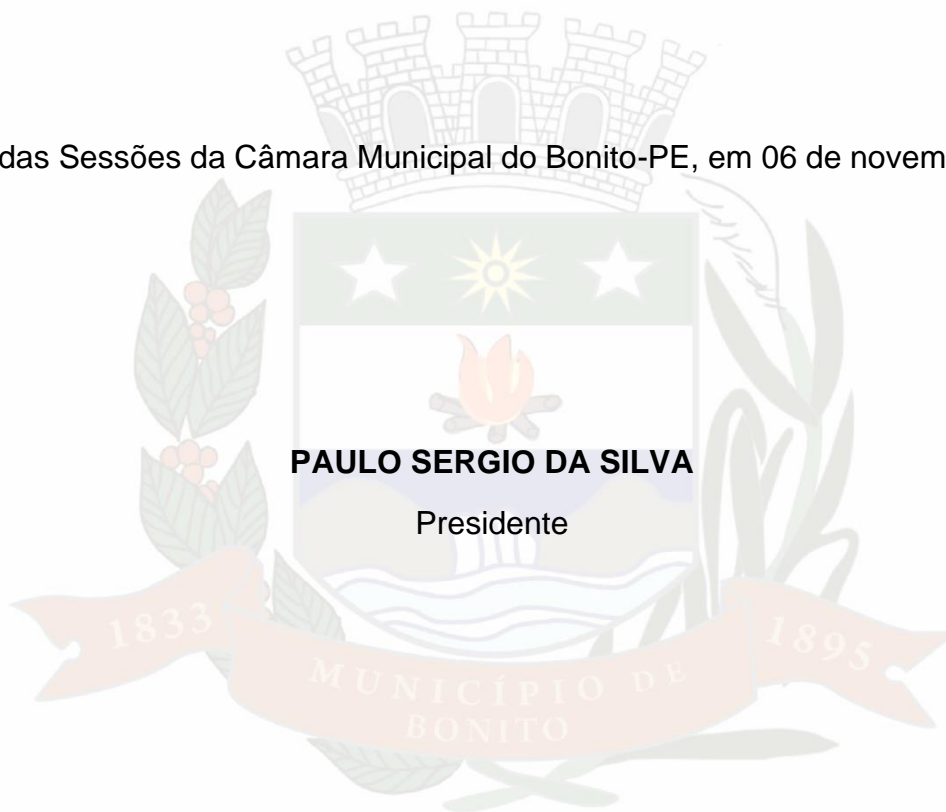 das Sessões da Câmara Municipal do Bonito-PE, em 06 de novem
PAULO SERGIO DA SILVA
Presidente
1833
1895
MUNICÍPIO DE
BONITO